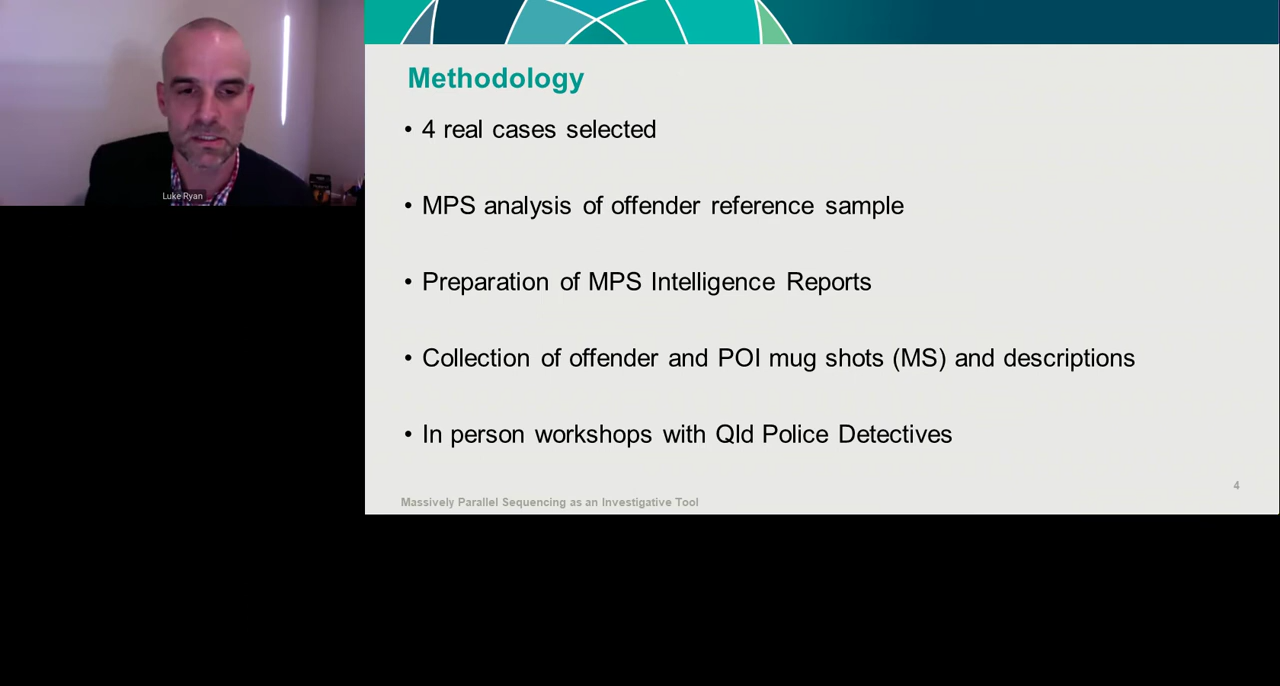 Luke Ryan
Methodology
• 4 real cases selected
• MPS analysis of offender reference sample
• Preparation of MPS Intelligence Reports
• Collection of offender and POI mug shots (MS) and descriptions
• In person workshops with Qld Police Detectives
4
Massively Parallel Sequencing as an Investigative Tool